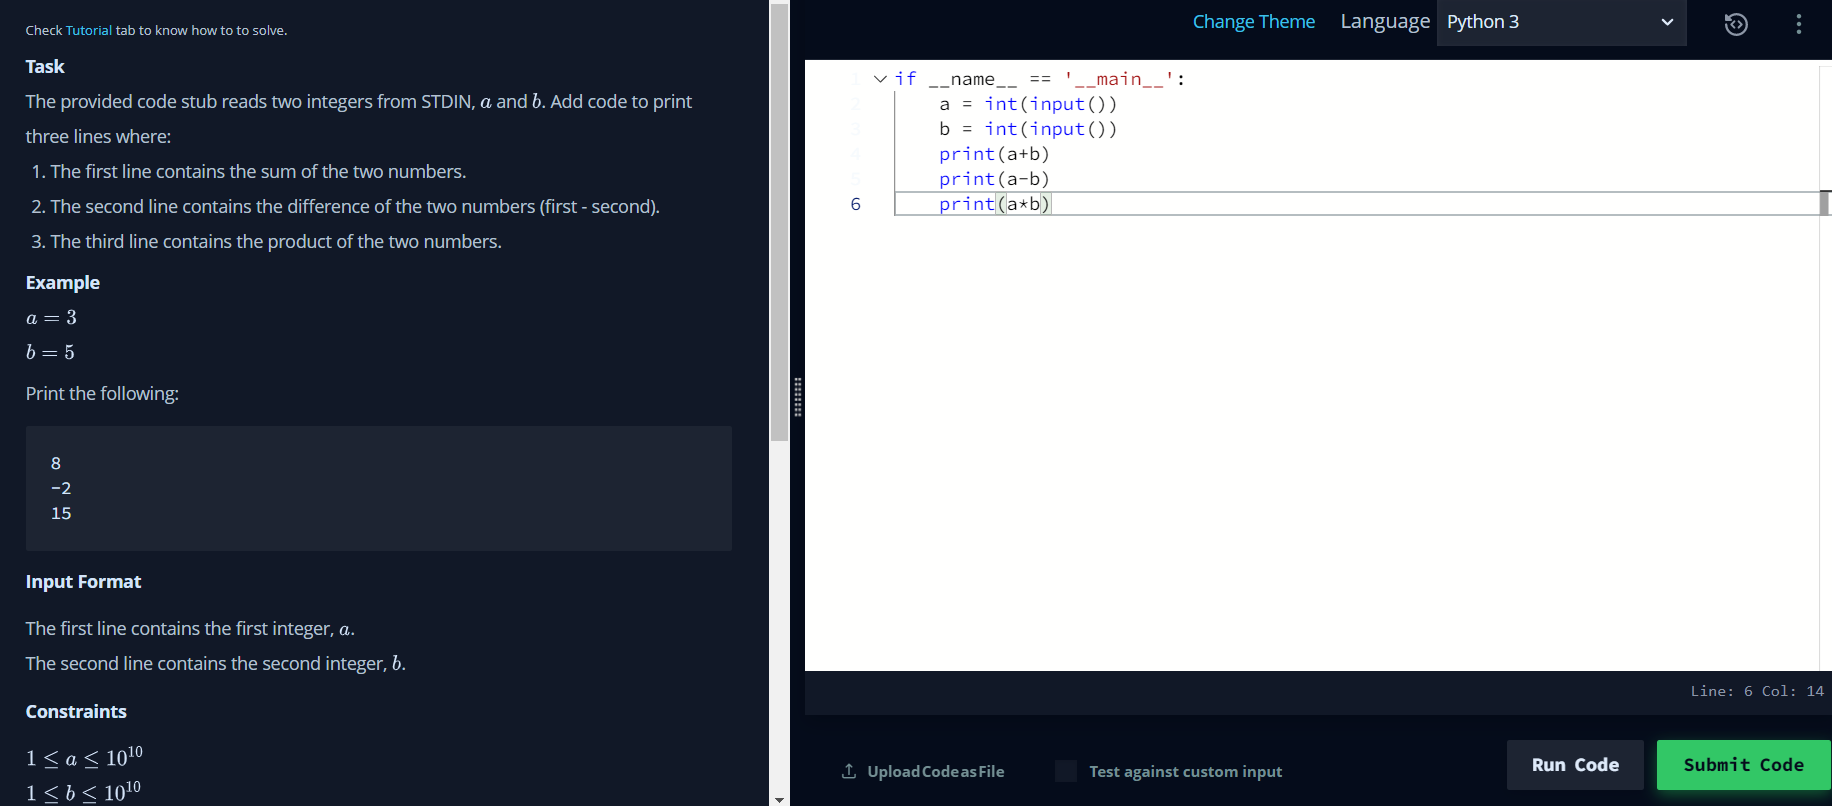 Check Tutorial tab to know how to to solve.
Task
The provided code stub reads two integers from STDIN, a and b. Add code to print
three lines where:
1. The first line contains the sum of the two numbers.
2. The second line contains the difference of the two numbers (first - second).
3. The third line contains the product of the two numbers.
Example
a = 3
b = 5
Print the following:
8
-2
15
Input Format
The first line contains the first integer, a.
The second line contains the second integer, b.
Constraints
1 ≤ a ≤ 10^10
1 ≤ b ≤ 10^10
Change Theme Language Python 3
1 if __name__ == '__main__':
2 a = int(input())
3 b = int(input())
4 print(a+b)
5 print(a-b)
6 print(a*b)
Line: 6 Col: 14
Upload Code as File Test against custom input Run Code Submit Code